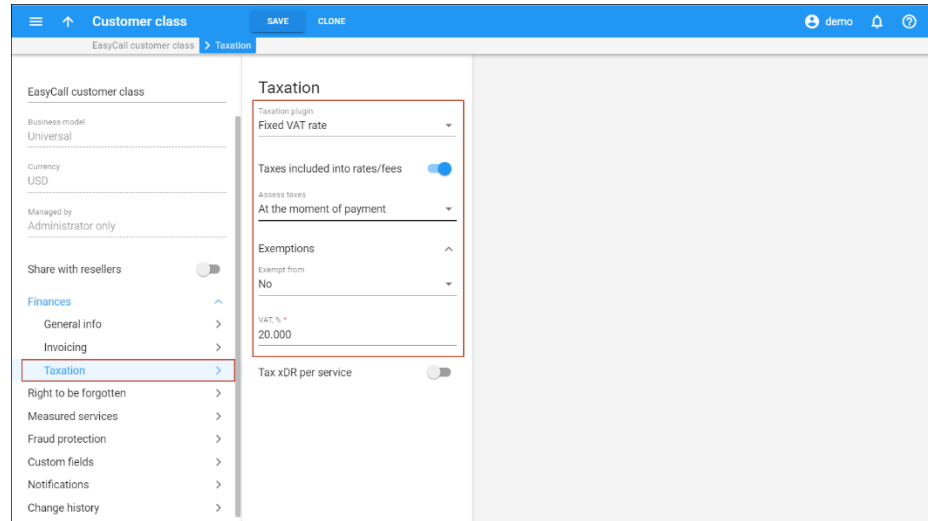 Customer class SAVE CLONE demo
EasyCall customer class Taxation
EasyCall customer class
Business model
Universal
Currency
USD
Managed by
Administrator only
Share with resellers
Finances
General info
Invoicing
Taxation
Right to be forgotten
Measured services
Fraud protection
Custom fields
Notifications
Change history
Taxation
Taxation plugin
Fixed VAT rate
Taxes included into rates/fees
Assess taxes
At the moment of payment
Exemptions
Exempt from
No
VAT, % *
20.000
Tax xDR per service